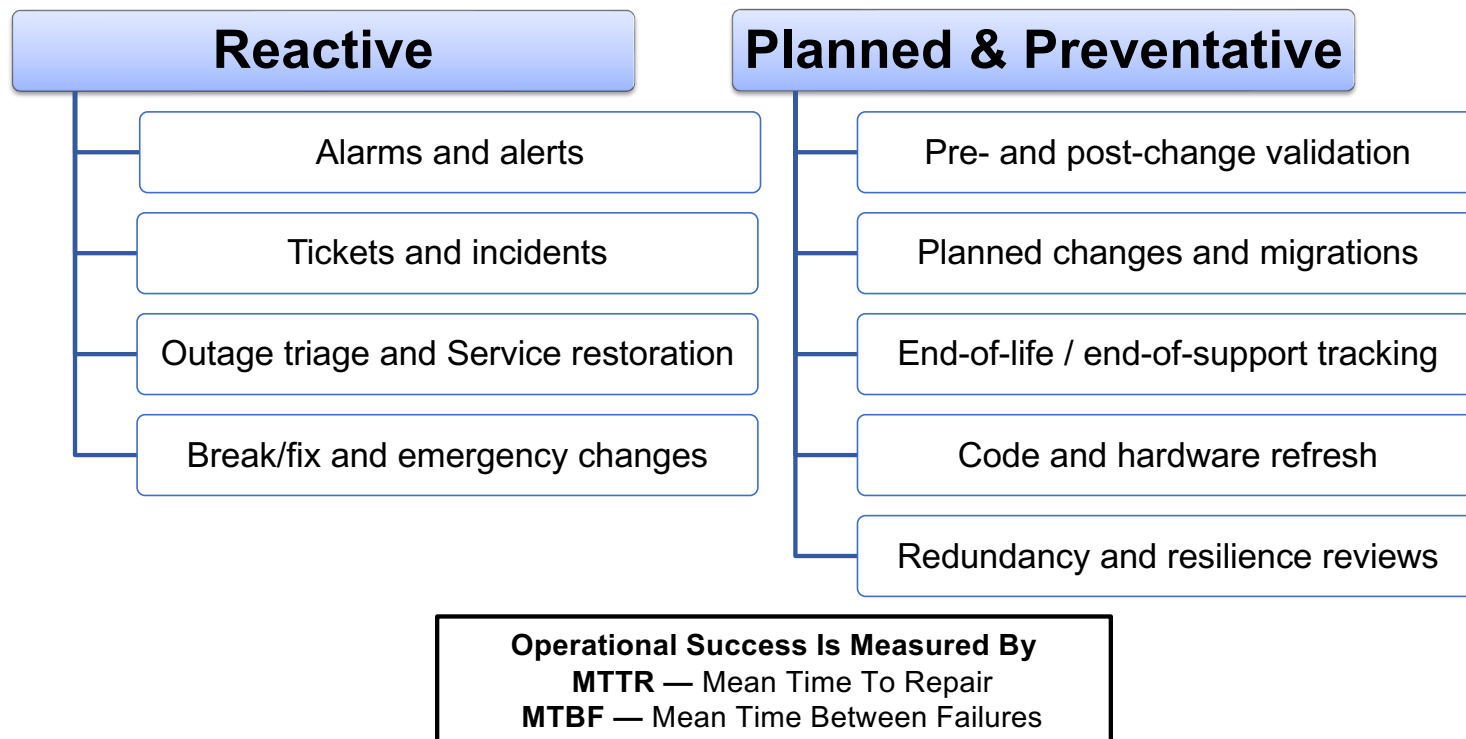 Reactive
Alarms and alerts
Tickets and incidents
Outage triage and Service restoration
Break/fix and emergency changes
Planned & Preventative
Pre- and post-change validation
Planned changes and migrations
End-of-life / end-of-support tracking
Code and hardware refresh
Redundancy and resilience reviews
Operational Success Is Measured By
MTTR — Mean Time To Repair
MTBF — Mean Time Between Failures